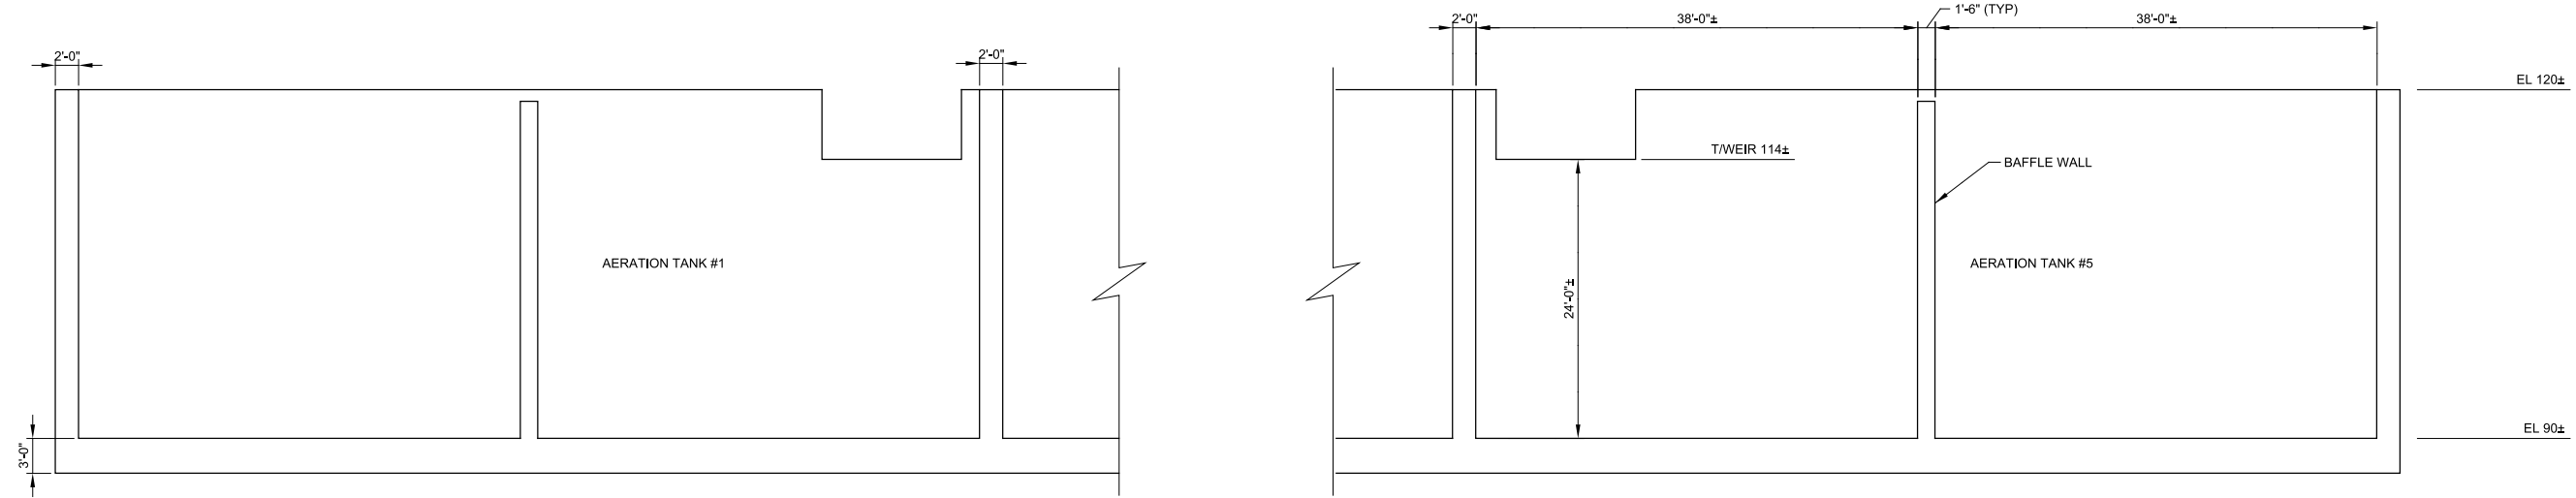 2'-0"
38'-0"±
1'-6" (TYP)
38'-0"±
2'-0"
2'-0"
EL 120±
T/WEIR 114±
BAFFLE WALL
AERATION TANK #1
AERATION TANK #5
24'-0"±
EL 90±
3'-0"